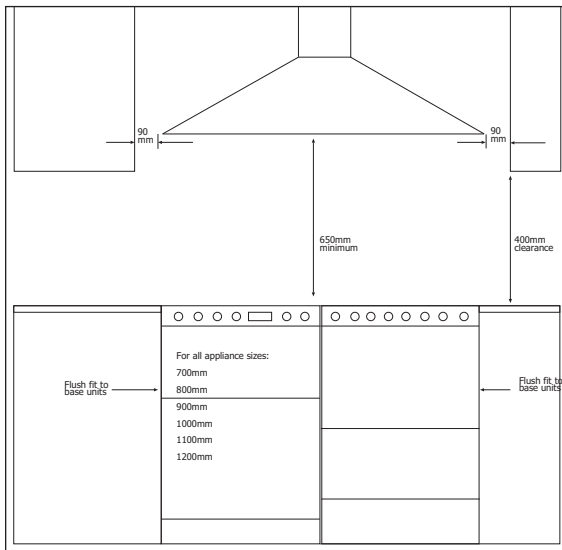 90
mm
90
mm
650mm
minimum
400mm
clearance
For all appliance sizes:
700mm
800mm
900mm
1000mm
1100mm
1200mm
Flush fit to
base units
Flush fit to
base units